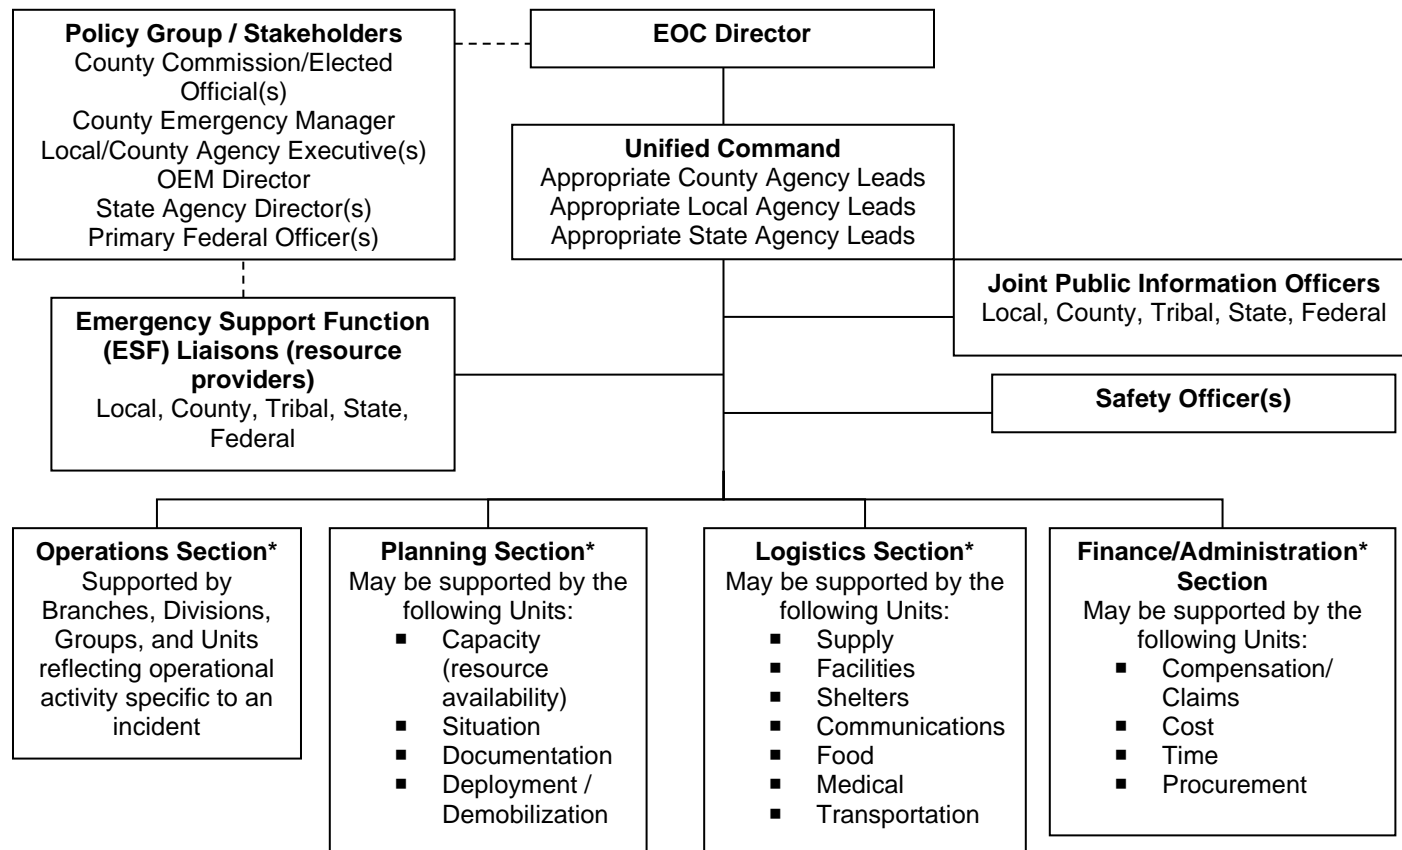 Policy Group / Stakeholders
County Commission/Elected
Official(s)
County Emergency Manager
Local/County Agency Executive(s)
OEM Director
State Agency Director(s)
Primary Federal Officer(s)
EOC Director
Unified Command
Appropriate County Agency Leads
Appropriate Local Agency Leads
Appropriate State Agency Leads
Joint Public Information Officers
Local, County, Tribal, State, Federal
Emergency Support Function
(ESF) Liaisons (resource
providers)
Local, County, Tribal, State,
Federal
Safety Officer(s)
Operations Section*
Supported by
Branches, Divisions,
Groups, and Units
reflecting operational
activity specific to an
incident
Planning Section*
May be supported by the
following Units:
▪ Capacity
(resource
availability)
▪ Situation
▪ Documentation
▪ Deployment /
Demobilization
Logistics Section*
May be supported by the
following Units:
▪ Supply
▪ Facilities
▪ Shelters
▪ Communications
▪ Food
▪ Medical
▪ Transportation
Finance/Administration*
Section
May be supported by the
following Units:
▪ Compensation/
Claims
▪ Cost
▪ Time
▪ Procurement